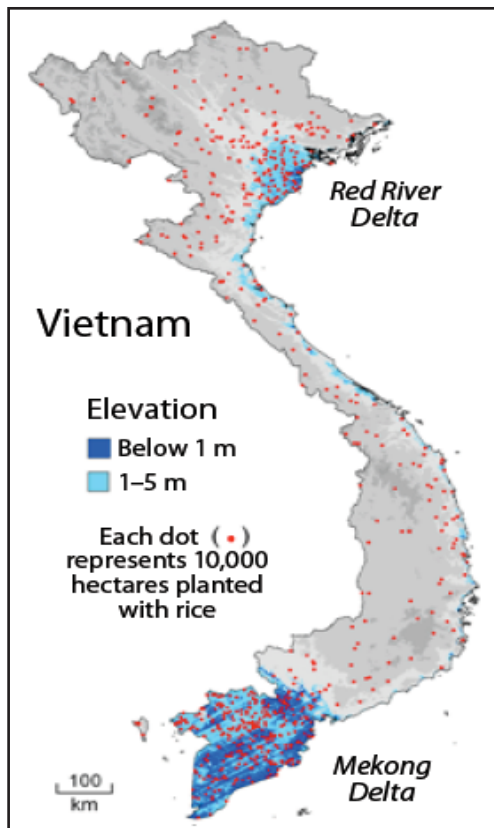 Red River
Delta
Vietnam
Elevation
Below 1 m
1–5 m
Each dot (•)
represents 10,000
hectares planted
with rice
100
km
Mekong
Delta